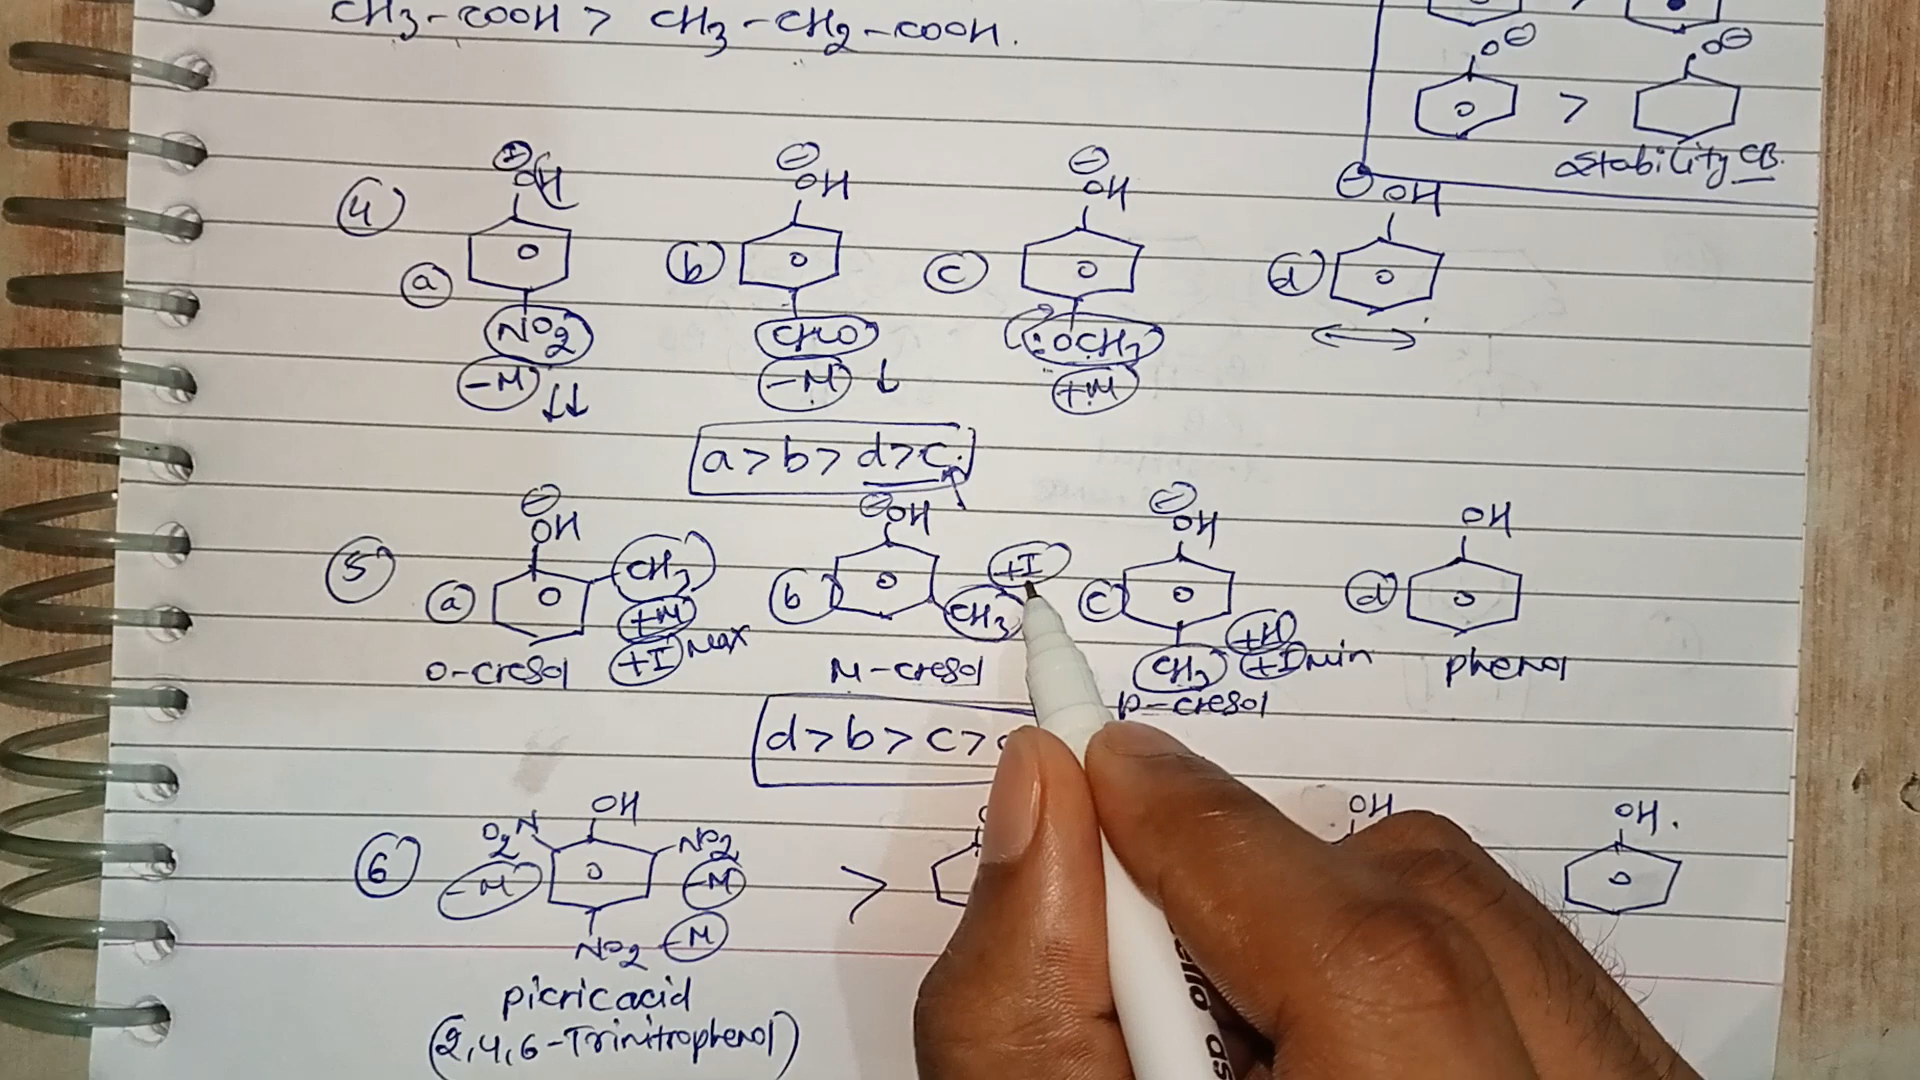 CH3-COOH > CH3-CH2-COOH.
>
O⊖ O⊖
>
Stability CB.
4
OH ⊖ OH ⊖ OH ⊖ OH ⊖
a b c d
NO2 CHO :OCH3
-M ↓↓ -M ↓ +M
a>b>d>c.
5
OH ⊖ OH ⊖ OH ⊖ OH
a CH3 b CH3 +I c d
+M +I Max CH3 +H +I min
o-cresol M-cresol p-cresol phenol
d>b>c>
6
OH OH OH.
O2N NO2 >
-M -M
NO2 -M
picric acid
(2,4,6-Trinitrophenol)